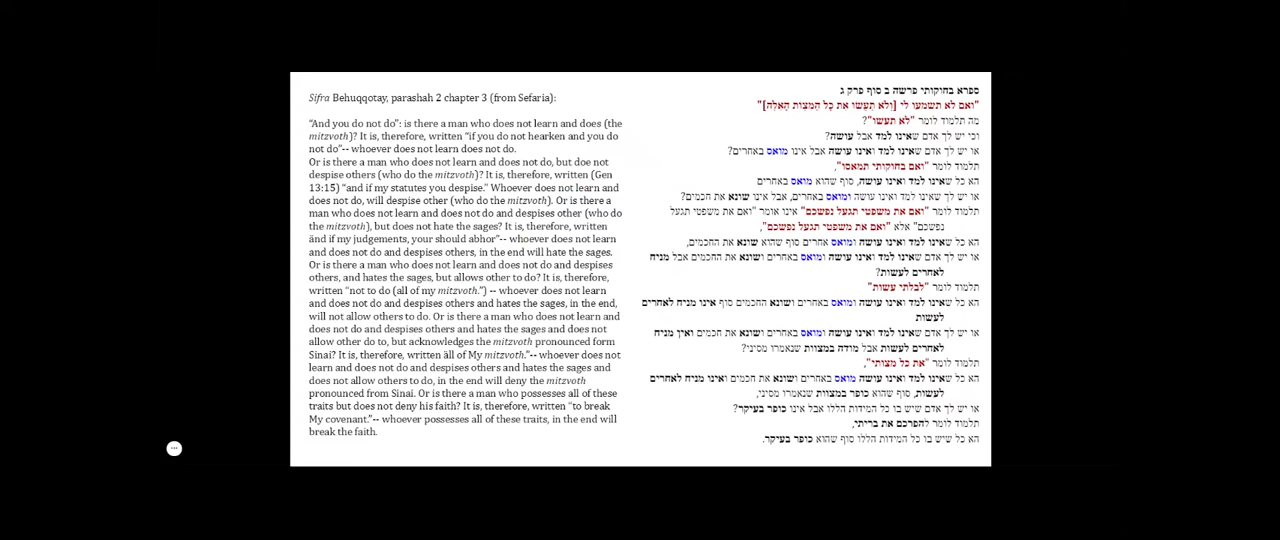 Sifra Behuqqotay, parashah 2 chapter 3 (from Sefaria):
“And you do not do”: is there a man who does not learn and does (the
mitzvoth)? It is, therefore, written “if you do not hearken and you do
not do”-- whoever does not learn does not do.
Or is there a man who does not learn and does not do, but doe not
despise others (who do the mitzvoth)? It is, therefore, written (Gen
13:15) “and if my statutes you despise.” Whoever does not learn and
does not do, will despise other (who do the mitzvoth). Or is there a
man who does not learn and does not do and despises other (who do
the mitzvoth), but does not hate the sages? It is, therefore, written
änd if my judgements, your should abhor”-- whoever does not learn
and does not do and despises others, in the end will hate the sages.
Or is there a man who does not learn and does not do and despises
others, and hates the sages, but allows other to do? It is, therefore,
written “not to do (all of my mitzvoth.”) -- whoever does not learn
and does not do and despises others and hates the sages, in the end,
will not allow others to do. Or is there a man who does not learn and
does not do and despises others and hates the sages and does not
allow other do to, but acknowledges the mitzvoth pronounced form
Sinai? It is, therefore, written äll of My mitzvoth.”-- whoever does not
learn and does not do and despises others and hates the sages and
does not allow others to do, in the end will deny the mitzvoth
pronounced from Sinai. Or is there a man who possesses all of these
traits but does not deny his faith? It is, therefore, written “to break
My covenant.”-- whoever possesses all of these traits, in the end will
break the faith.
ספרא בחוקותי פרשה ב סוף פרק ג
"ואם לא תשמעו לי [וְלֹא תַעֲשׂוּ אֵת כָּל הַמִּצְוֹת הָאֵלֶּה]"
מה תלמוד לומר "לא תעשו"?
וכי יש לך אדם שאינו למד אבל עושה?
או יש לך אדם שאינו למד ואינו עושה אבל אינו מואס באחרים?
תלמוד לומר "ואם בחוקותי תמאסו",
הא כל שאינו למד ואינו עושה, סוף שהוא מואס באחרים
או יש לך שאינו למד ואינו עושה ומואס באחרים, אבל אינו שונא את חכמים?
תלמוד לומר "ואם את משפטי תגעל נפשכם" אינו אומר "ואם את משפטי תגעל
נפשכם" אלא "ואם את משפטי תגעל נפשכם",
הא כל שאינו למד ואינו עושה ומואס אחרים סוף שהוא שונא את החכמים,
או יש לך אדם שאינו למד ואינו עושה ומואס באחרים ושונא את החכמים אבל מניח
לאחרים לעשות?
תלמוד לומר "לבלתי עשות"
הא כל שאינו למד ואינו עושה ומואס באחרים ושונא החכמים סוף אינו מניח לאחרים
לעשות
או יש לך אדם שאינו למד ואינו עושה ומואס באחרים ושונא את חכמים ואין מניח
לאחרים לעשות אבל מודה במצוות שנאמרו מסיני?
תלמוד לומר "את כל מצותי",
הא כל שאינו למד ואינו עושה מואס באחרים ושונא את חכמים ואינו מניח לאחרים
לעשות, סוף שהוא כופר במצוות שנאמרו מסיני,
או יש לך אדם שיש בו כל המידות הללו אבל אינו כופר בעיקר?
תלמוד לומר להפרכם את בריתי,
הא כל שיש בו כל המידות הללו סוף שהוא כופר בעיקר.